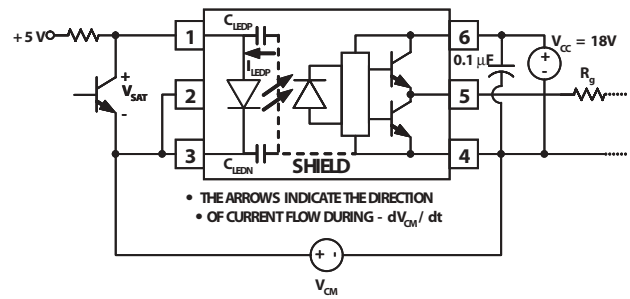 +5 V
1
C LEDP
I LEDP
6
0.1 µF
V CC = 18V
+
-
+
V SAT
-
2
5
R g
3
C LEDN
SHIELD
4
• THE ARROWS INDICATE THE DIRECTION
• OF CURRENT FLOW DURING - dV CM / dt
+ -
V CM